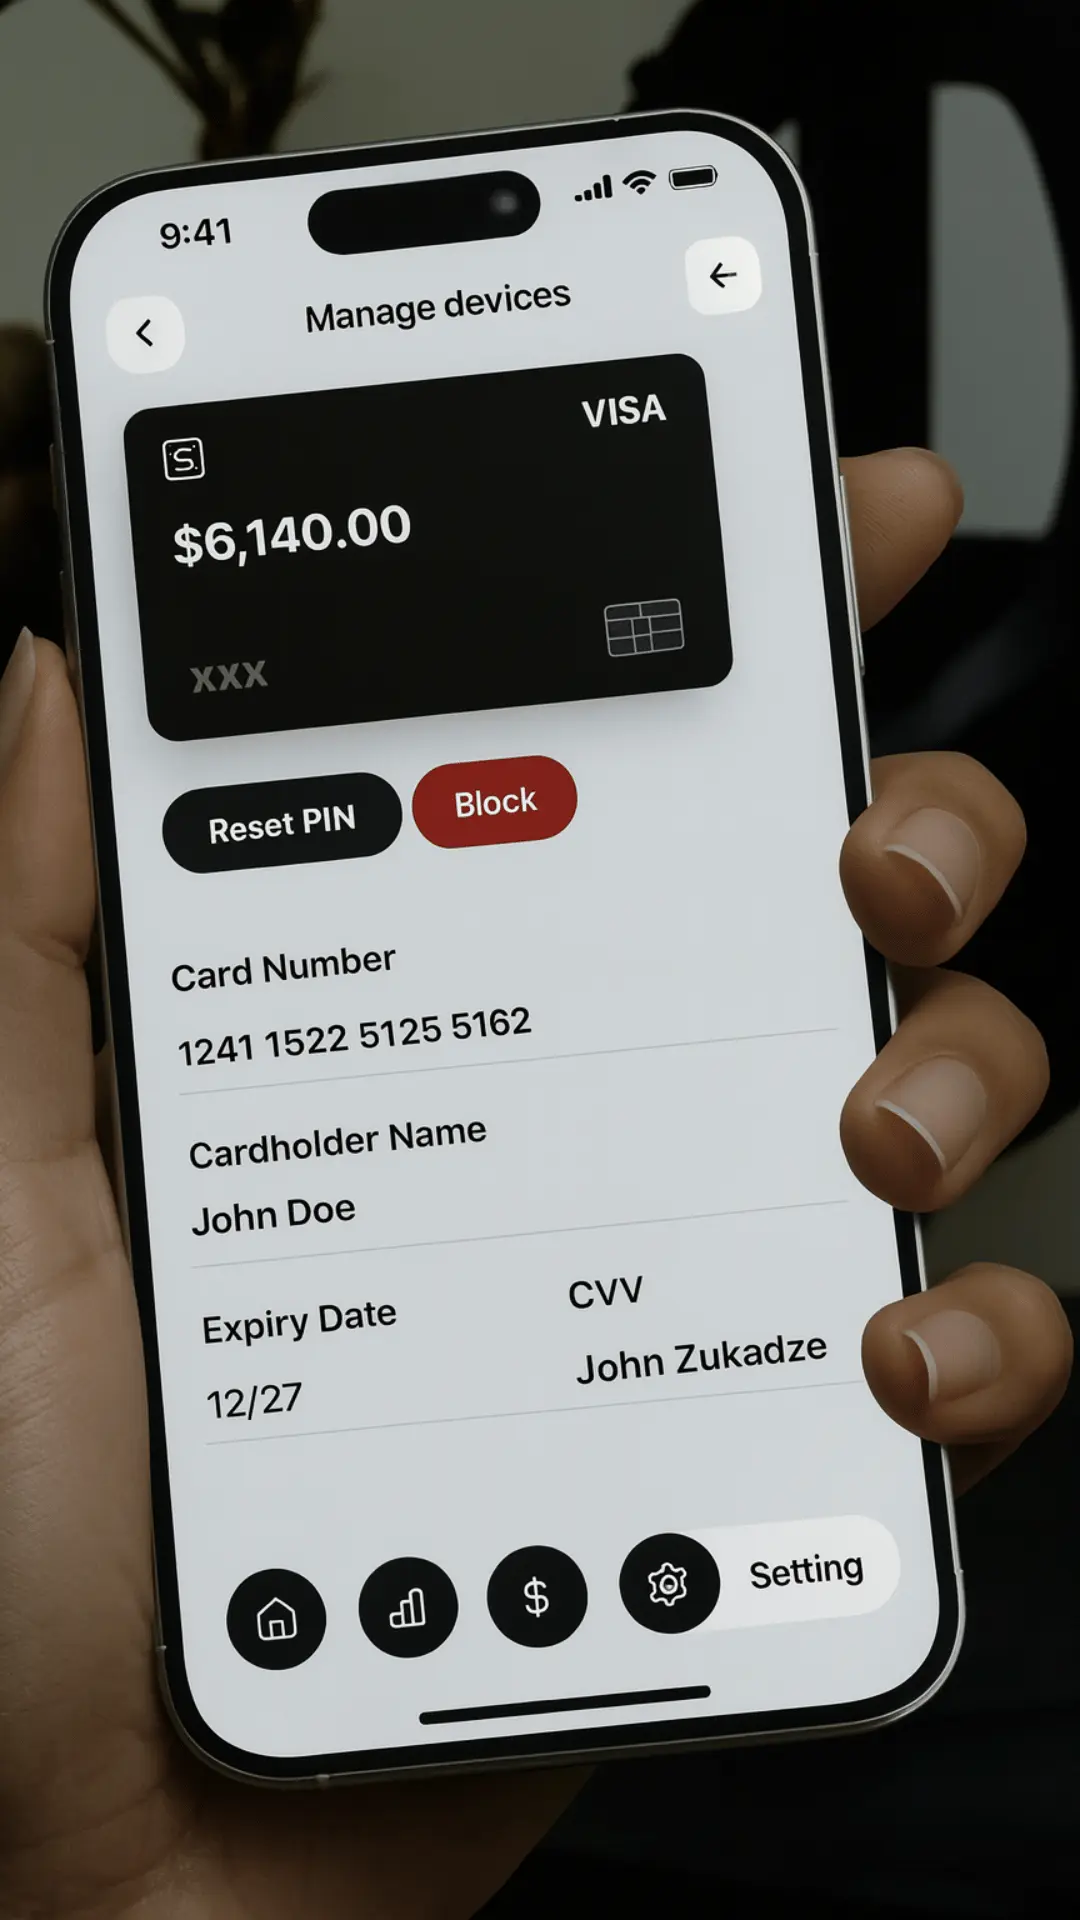 9:41
Manage devices
VISA
S
$6,140.00
XXX
Reset PIN
Block
Card Number
1241 1522 5125 5162
Cardholder Name
John Doe
Expiry Date
CVV
12/27
John Zukadze
$
Setting